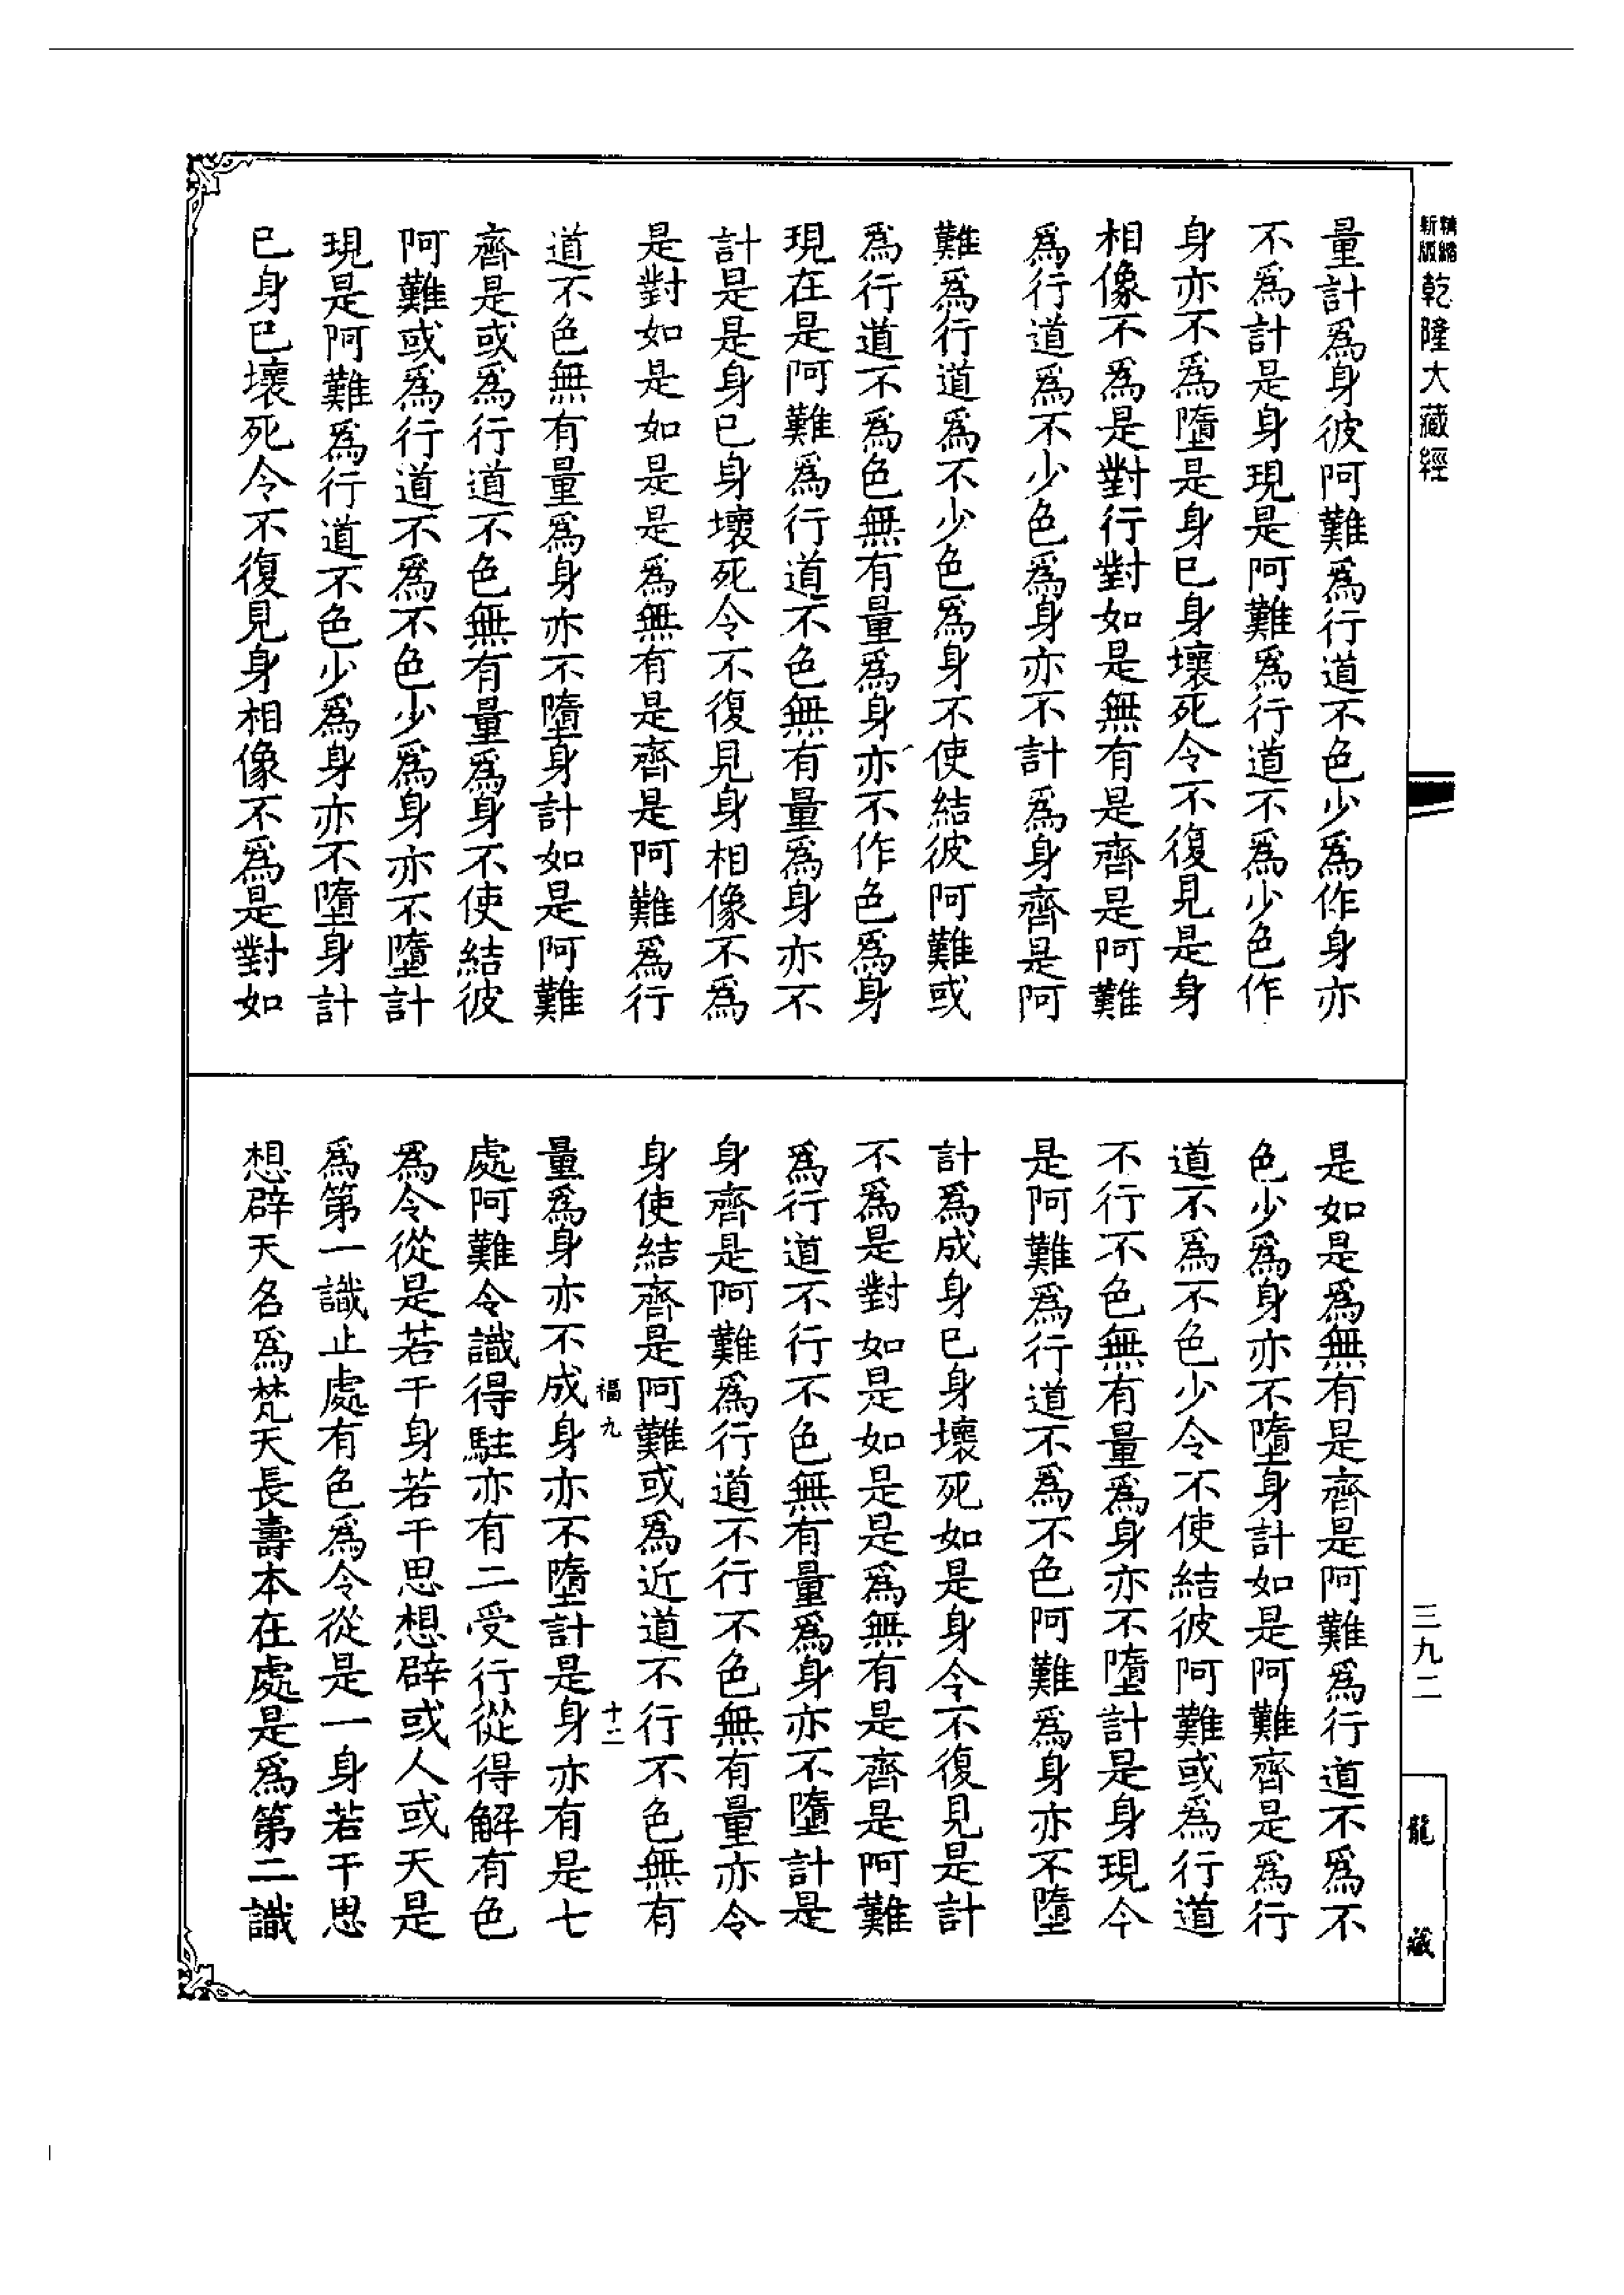 精縮新版乾隆大藏經
量計爲身彼阿難爲行道不色少爲作身亦
不爲計是身現是阿難爲行道不爲少色作
身亦不爲墮是身已身壞死令不復見是身
相像不爲是對行對如是無有是齊是阿難
爲行道爲不少色爲身亦不計爲身齊是阿
難爲行道爲不少色爲身不使結彼阿難或
爲行道不爲色無有量爲身亦不作色爲身
現在是阿難爲行道不色無有量爲身亦不
計是是身已身壞死令不復見身相像不爲
是對如是如是是爲無有是齊是阿難爲行
道不色無有量爲身亦不墮身計如是阿難
齊是或爲行道不色無有量爲身不使結彼
阿難或爲行道不爲不色少爲身亦不墮計
現是阿難爲行道不色少爲身亦不墮身計
已身已壞死令不復見身相像不爲是對如
是如是爲無有是齊是阿難爲行道不爲不
色少爲身亦不墮身計如是阿難齊是爲行
道不爲不色少令不使結彼阿難或爲行道
不行不色無有量爲身亦不墮計是身現今
是阿難爲行道不爲不色阿難爲身亦不墮
計爲成身已身壞死如是身令不復見是計
不爲是對如是如是是爲無有是齊是阿難
爲行道不行不色無有量爲身亦不墮計是
身齊是阿難爲行道不行不色無有量亦令
身使結齊是阿難或爲近道不行不色無有
福九 十二
量爲身亦不成身亦不墮計是身亦有是七
處阿難令識得駐亦有二受行從得解有色
爲令從是若干身若干思想辟或人或天是
爲第一識止處有色爲令從是一身若干思
想辟天名爲梵天長壽本在處是爲第二識
三九二
龍藏